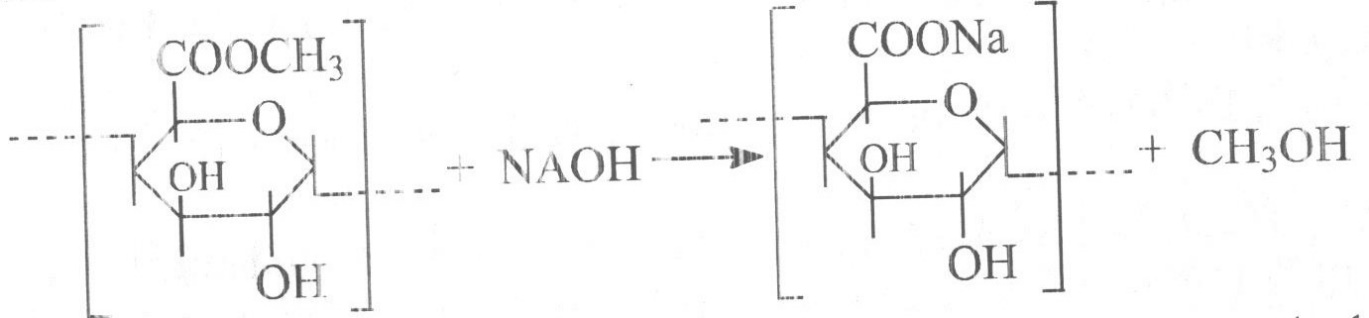 COOCH3 COONa
O O
OH + NAOH OH + CH3OH
OH OH